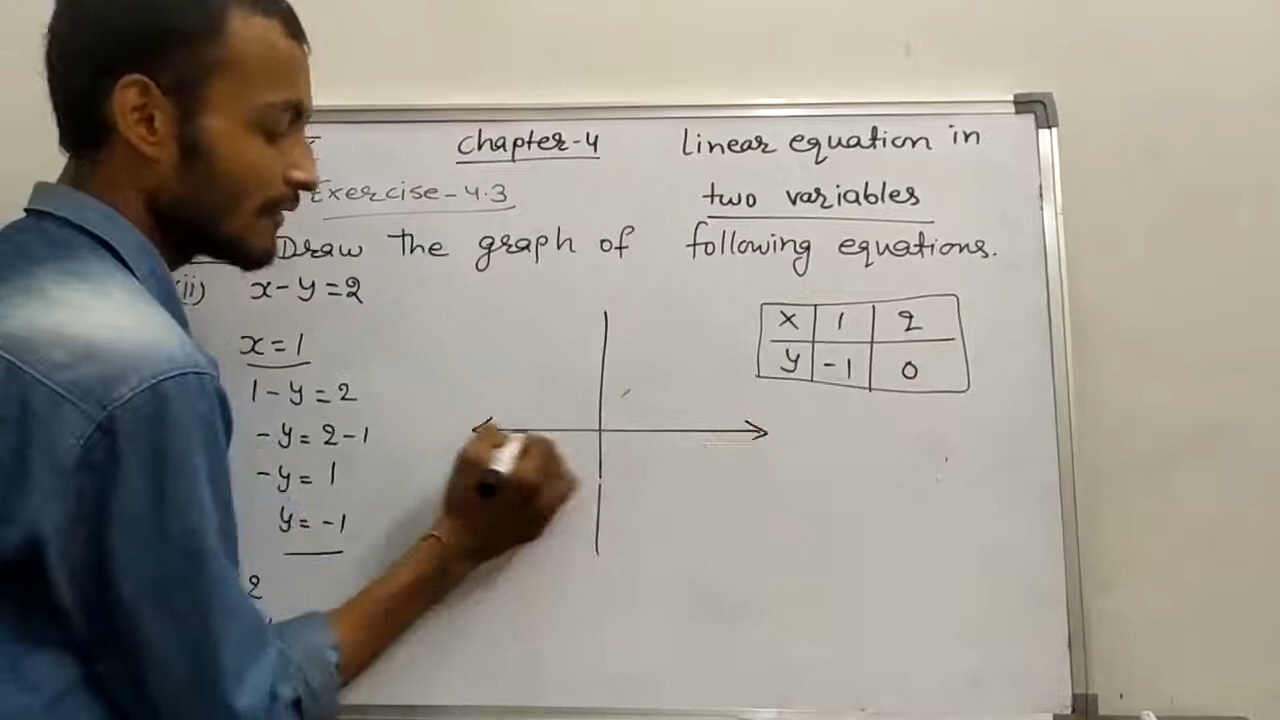 Chapter-4 Linear equation in
Exercise-4.3 two variables
Draw the graph of following equations.
(ii) x-y=2
x=1
1-y=2
-y=2-1
-y=1
y=-1
2
x 1 2
y -1 0